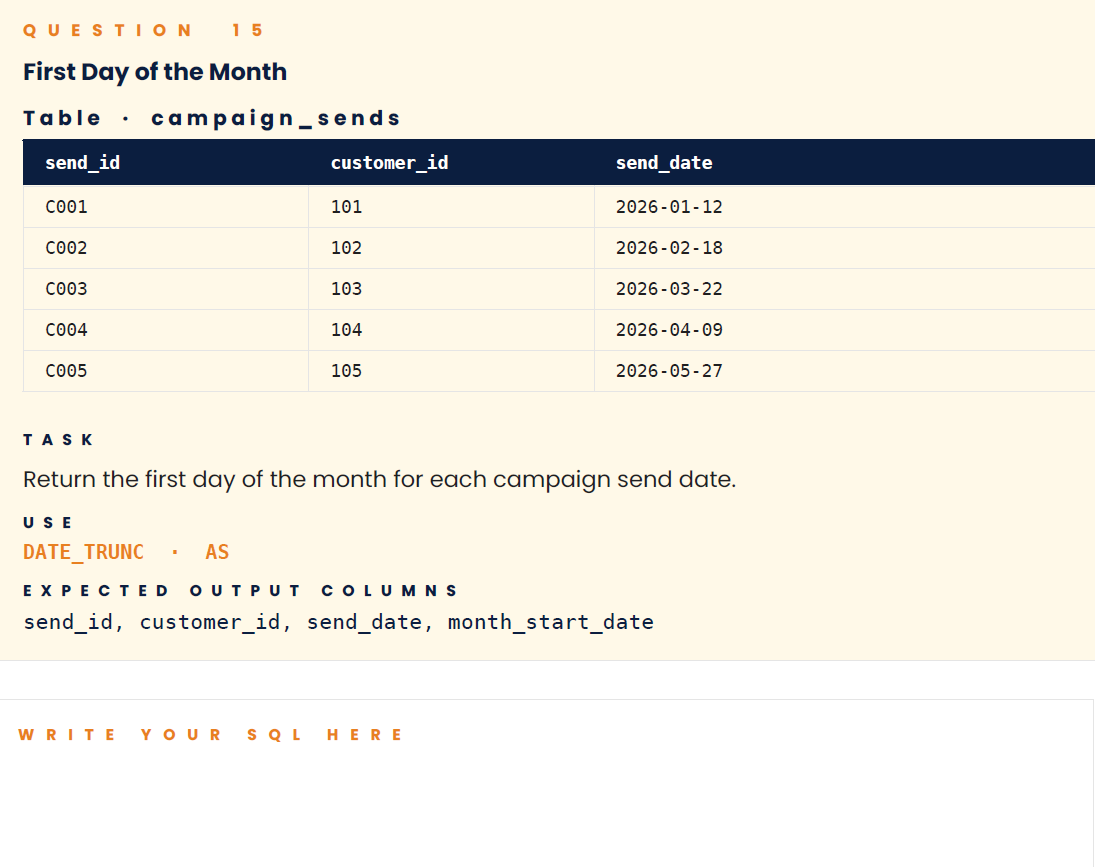 QUESTION 15
First Day of the Month
Table · campaign_sends
send_id customer_id send_date
C001 101 2026-01-12
C002 102 2026-02-18
C003 103 2026-03-22
C004 104 2026-04-09
C005 105 2026-05-27
TASK
Return the first day of the month for each campaign send date.
USE
DATE_TRUNC · AS
EXPECTED OUTPUT COLUMNS
send_id, customer_id, send_date, month_start_date
WRITE YOUR SQL HERE